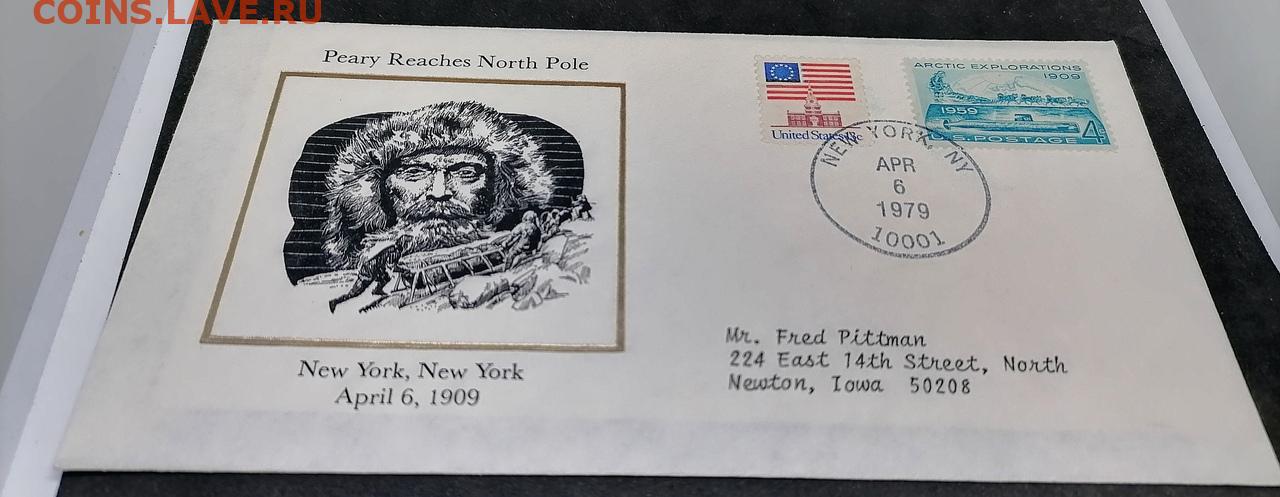 COINS.LAVE.RU
Peary Reaches North Pole
New York, New York
April 6, 1909
United States 13c
ARCTIC EXPLORATIONS
1909
1959
4c
U.S. POSTAGE
NEW YORK, NY
APR
6
1979
10001
Mr. Fred Pittman
224 East 14th Street, North
Newton, Iowa 50208